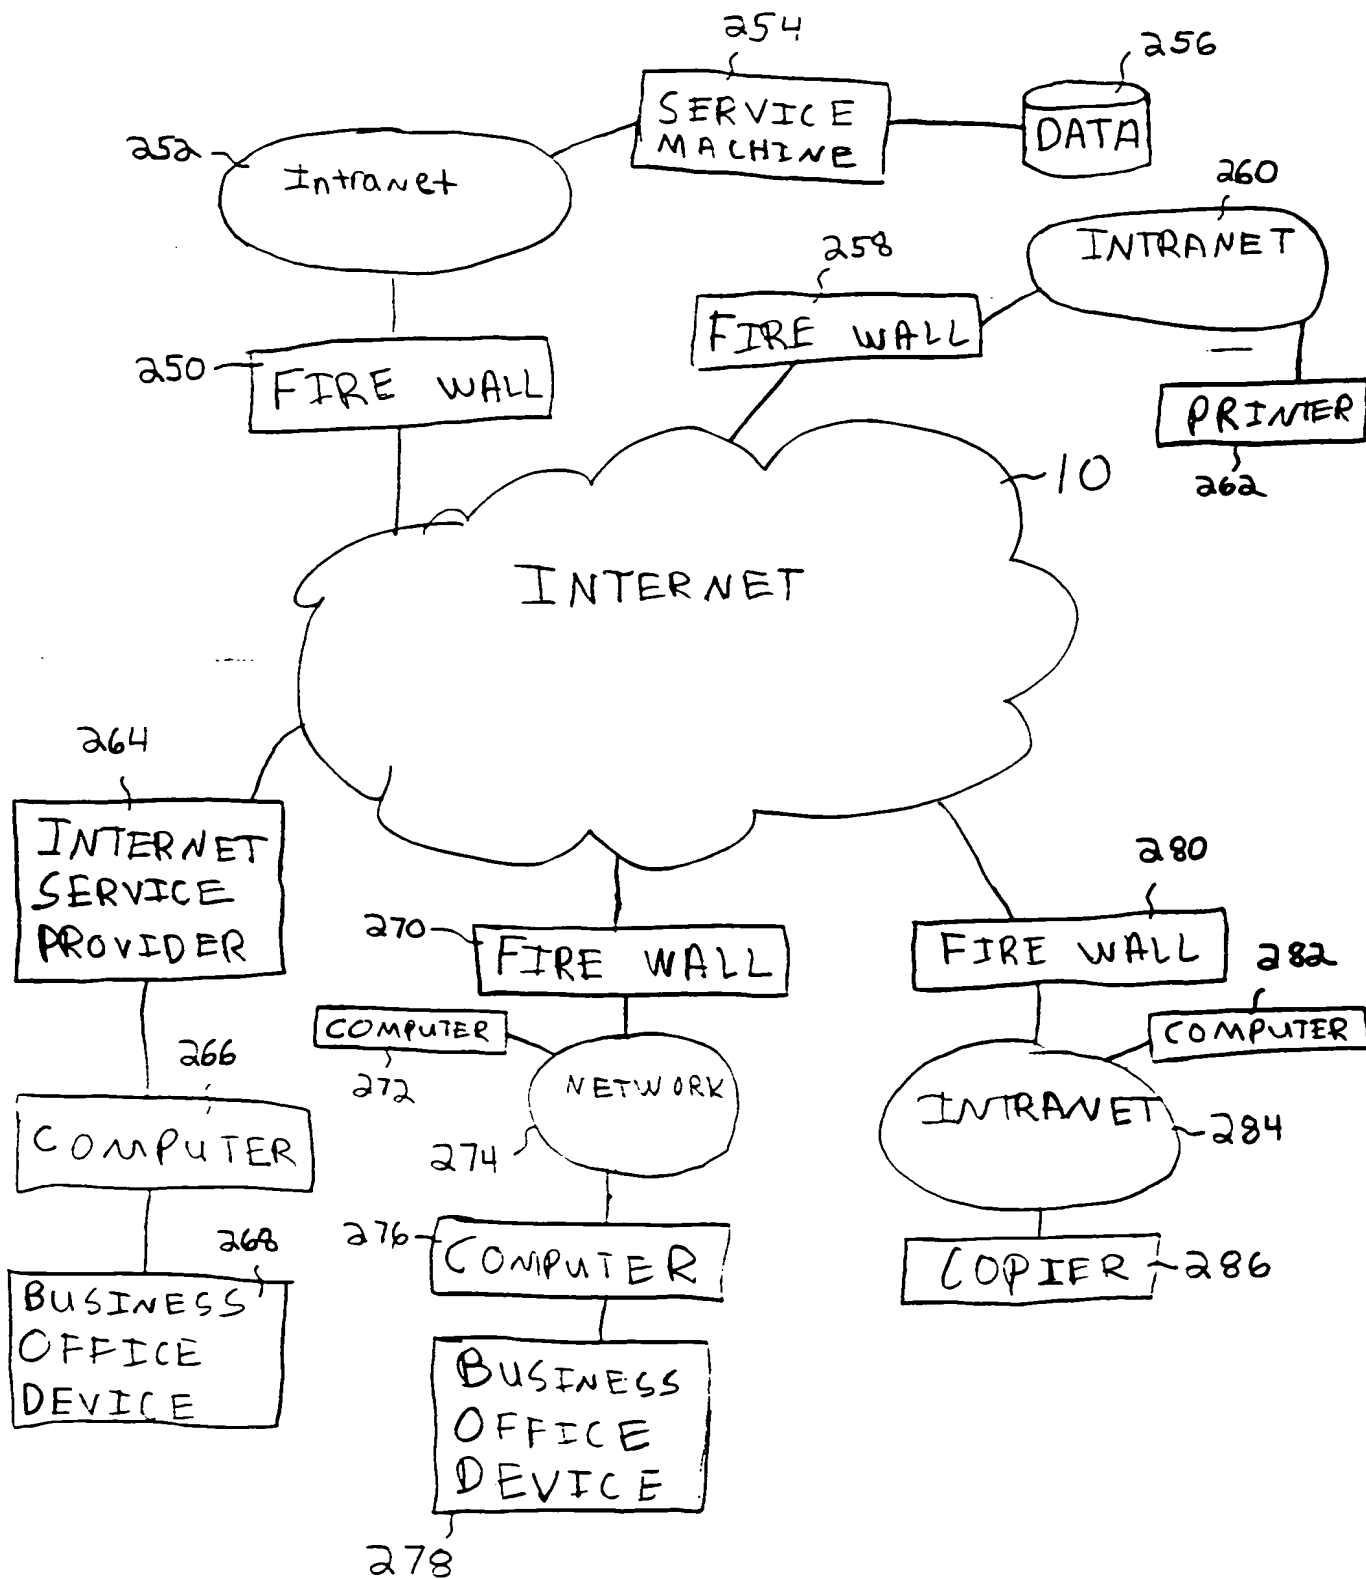 254
256
SERVICE
MACHINE
DATA
252
Intranet
260
INTRANET
258
FIRE WALL
250
FIRE WALL
PRINTER
262
10
INTERNET
264
INTERNET
SERVICE
PROVIDER
280
270
FIRE WALL
FIRE WALL
282
COMPUTER
272
COMPUTER
266
NETWORK
274
INTRANET
284
COMPUTER
276
COMPUTER
COPIER
286
268
BUSINESS
OFFICE
DEVICE
BUSINESS
OFFICE
DEVICE
278